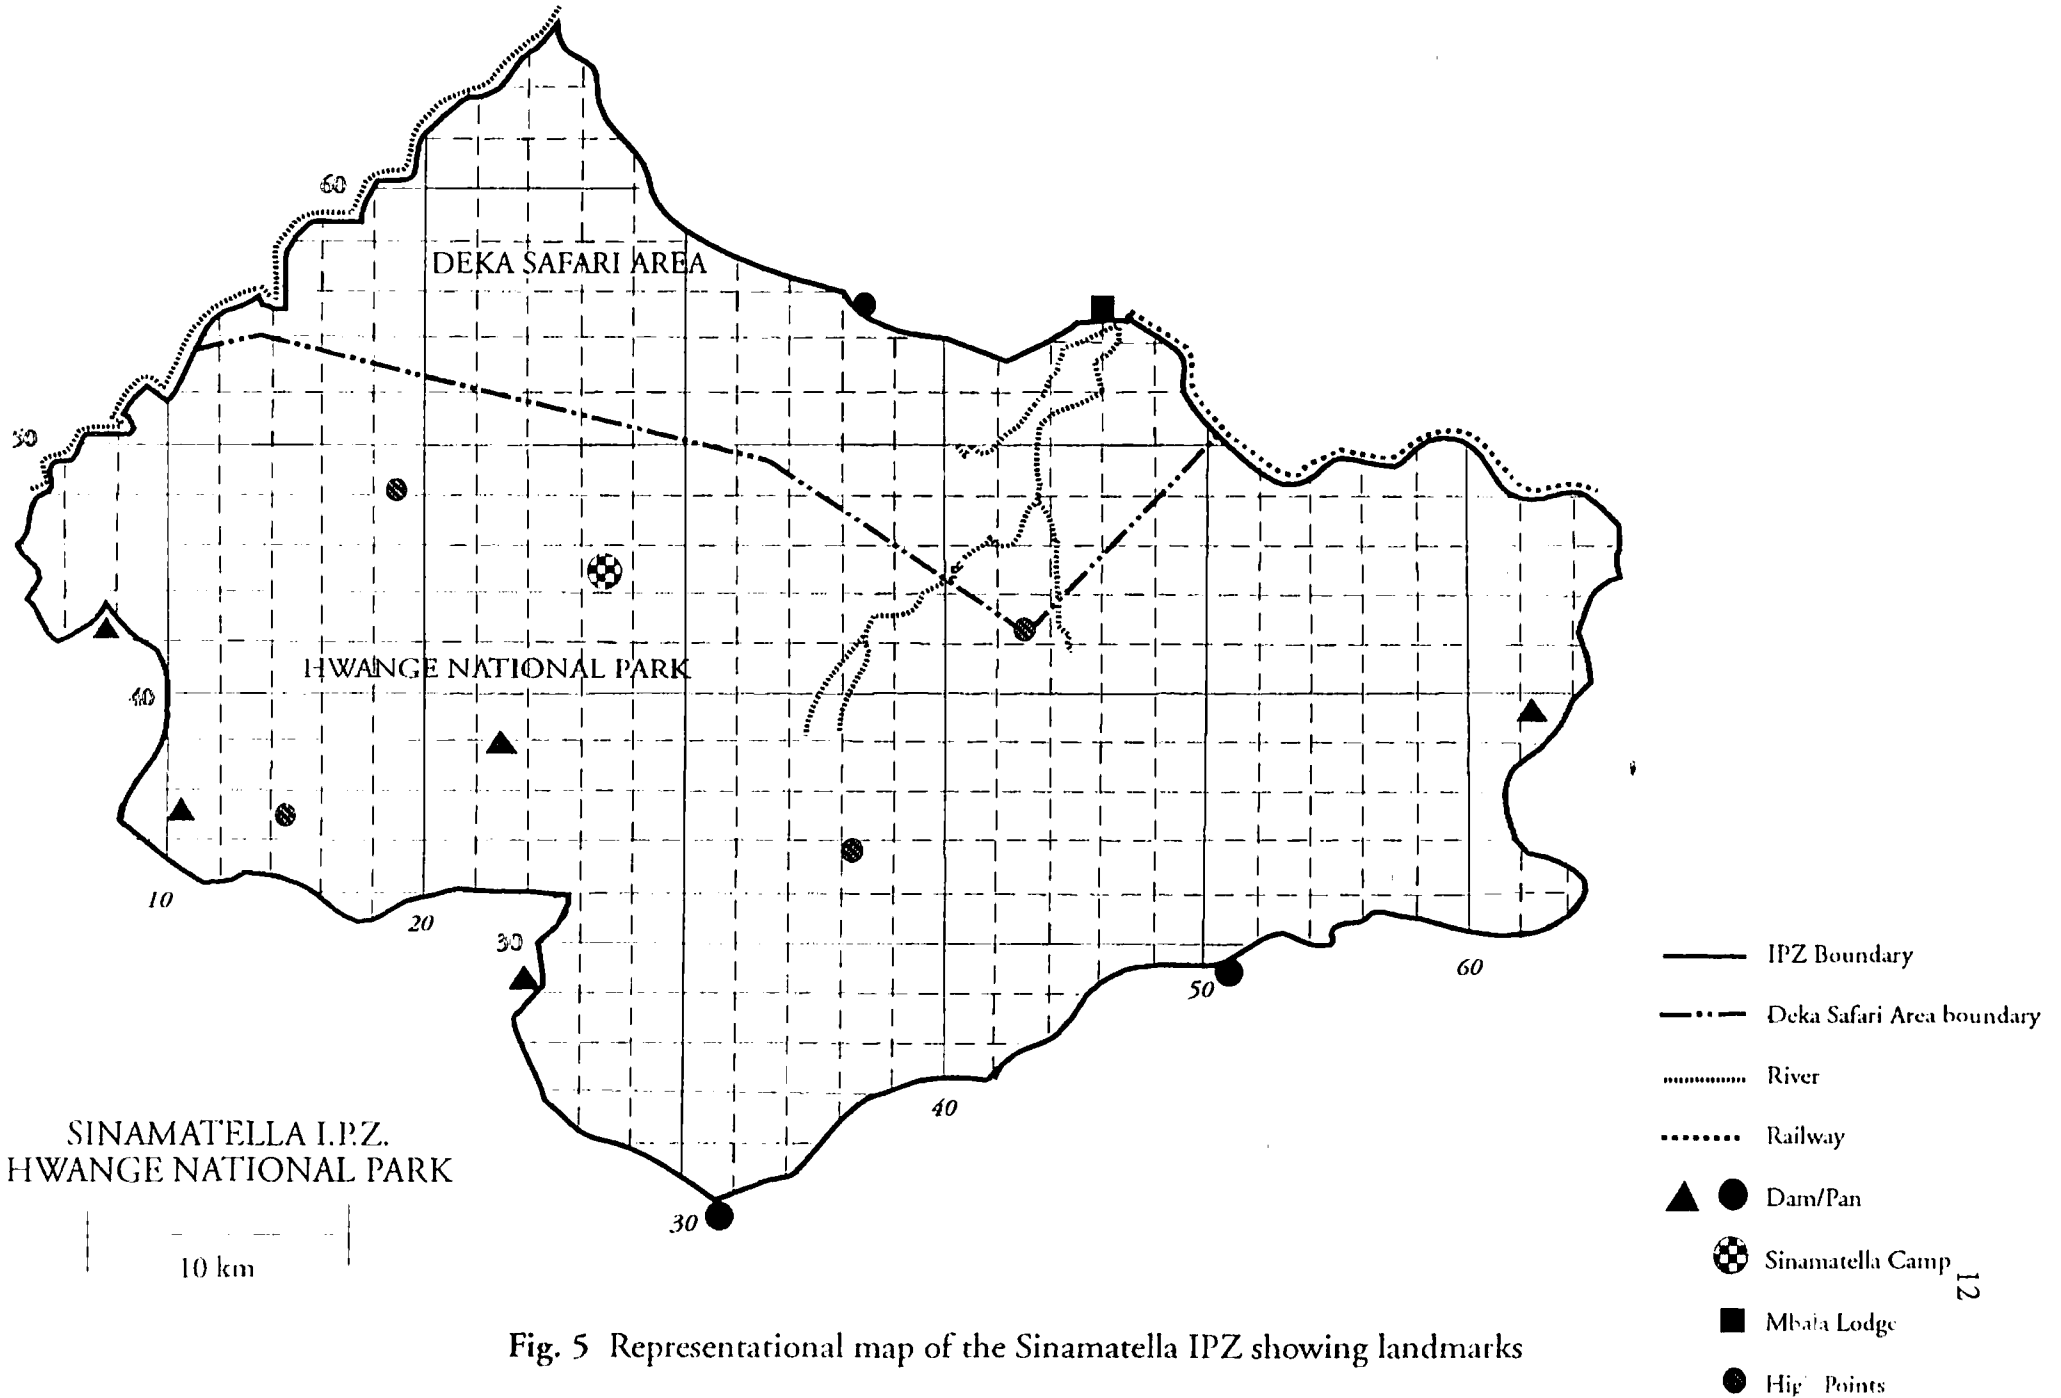 60
DEKA SAFARI AREA
50
HWANGE NATIONAL PARK
40
10
20
30
60
50
40
30
SINAMATELLA I.P.Z.
HWANGE NATIONAL PARK
10 km
IPZ Boundary
Deka Safari Area boundary
River
Railway
Dam/Pan
Sinamatella Camp
12
Lodge
Points
Fig. 5 Representational map of the Sinamatella IPZ showing landmarks